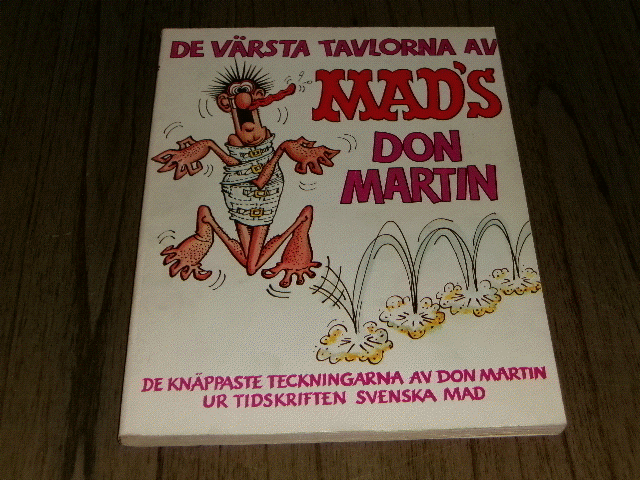 DE VÄRSTA TAVLORNA AV
MAD'S
DON
MARTIN
DE KNÄPPASTE TECKNINGARNA AV DON MARTIN
UR TIDSKRIFTEN SVENSKA MAD